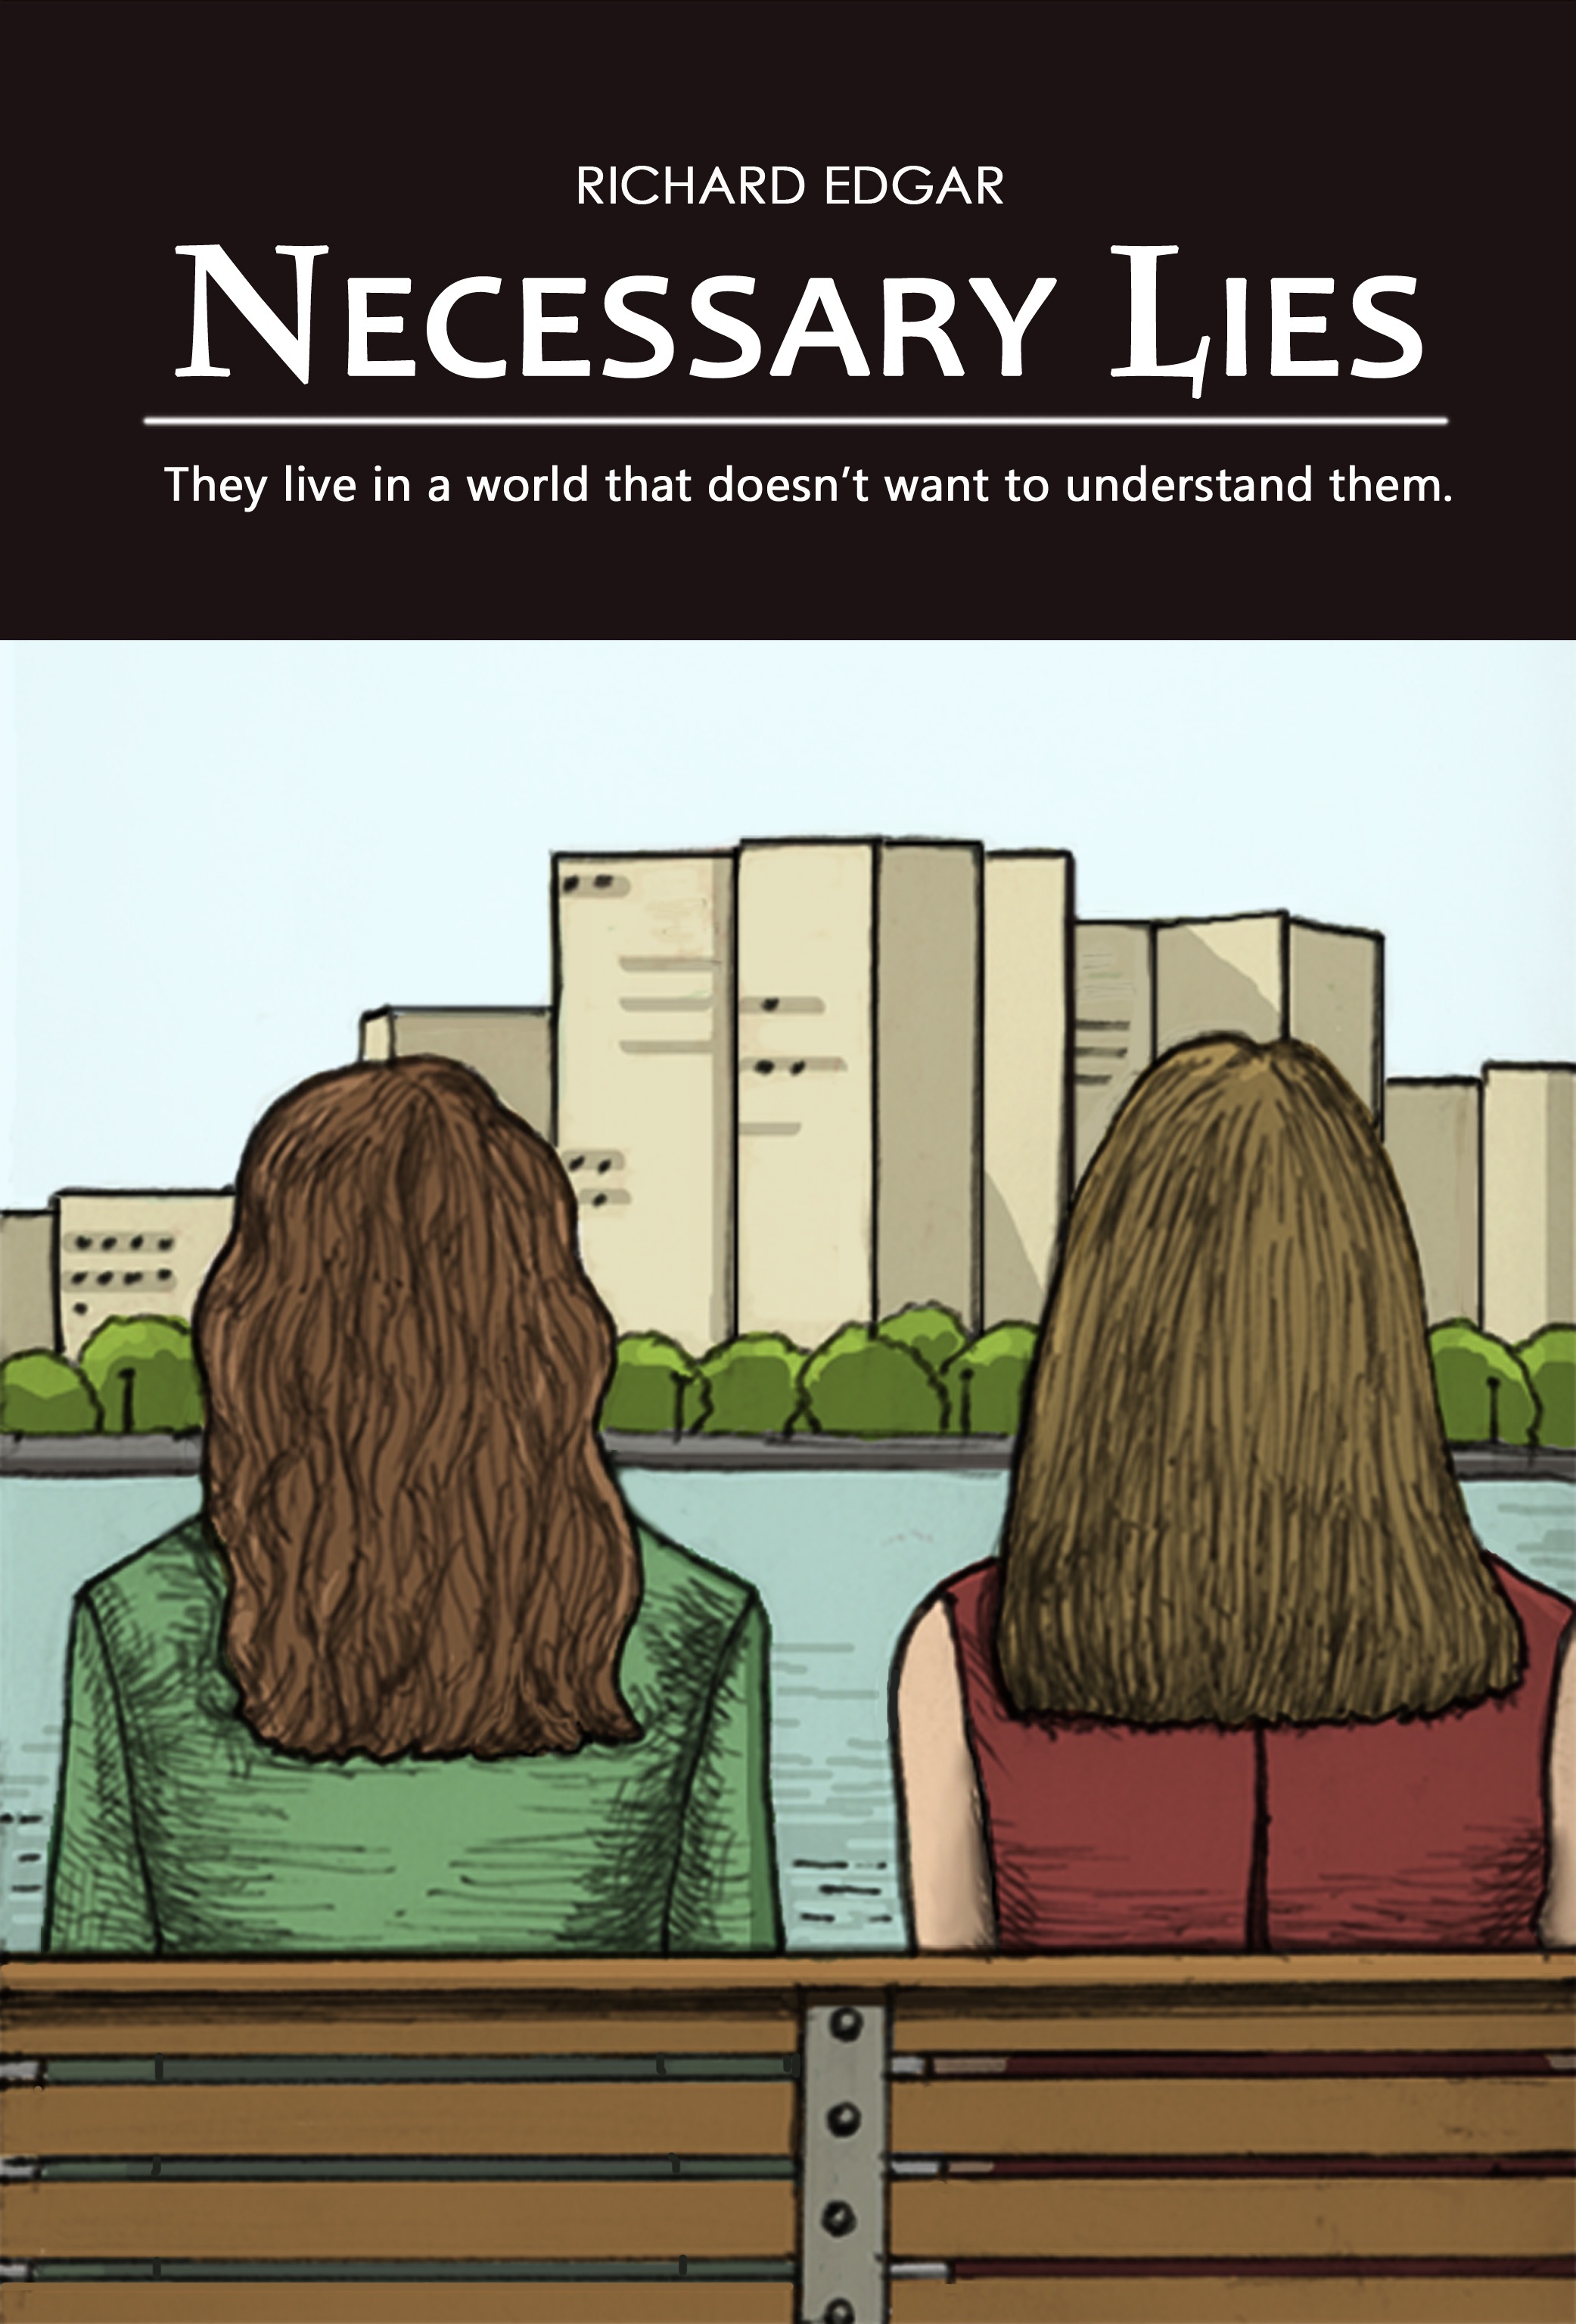 RICHARD EDGAR
NECESSARY LIES
They live in a world that doesn't want to understand them.